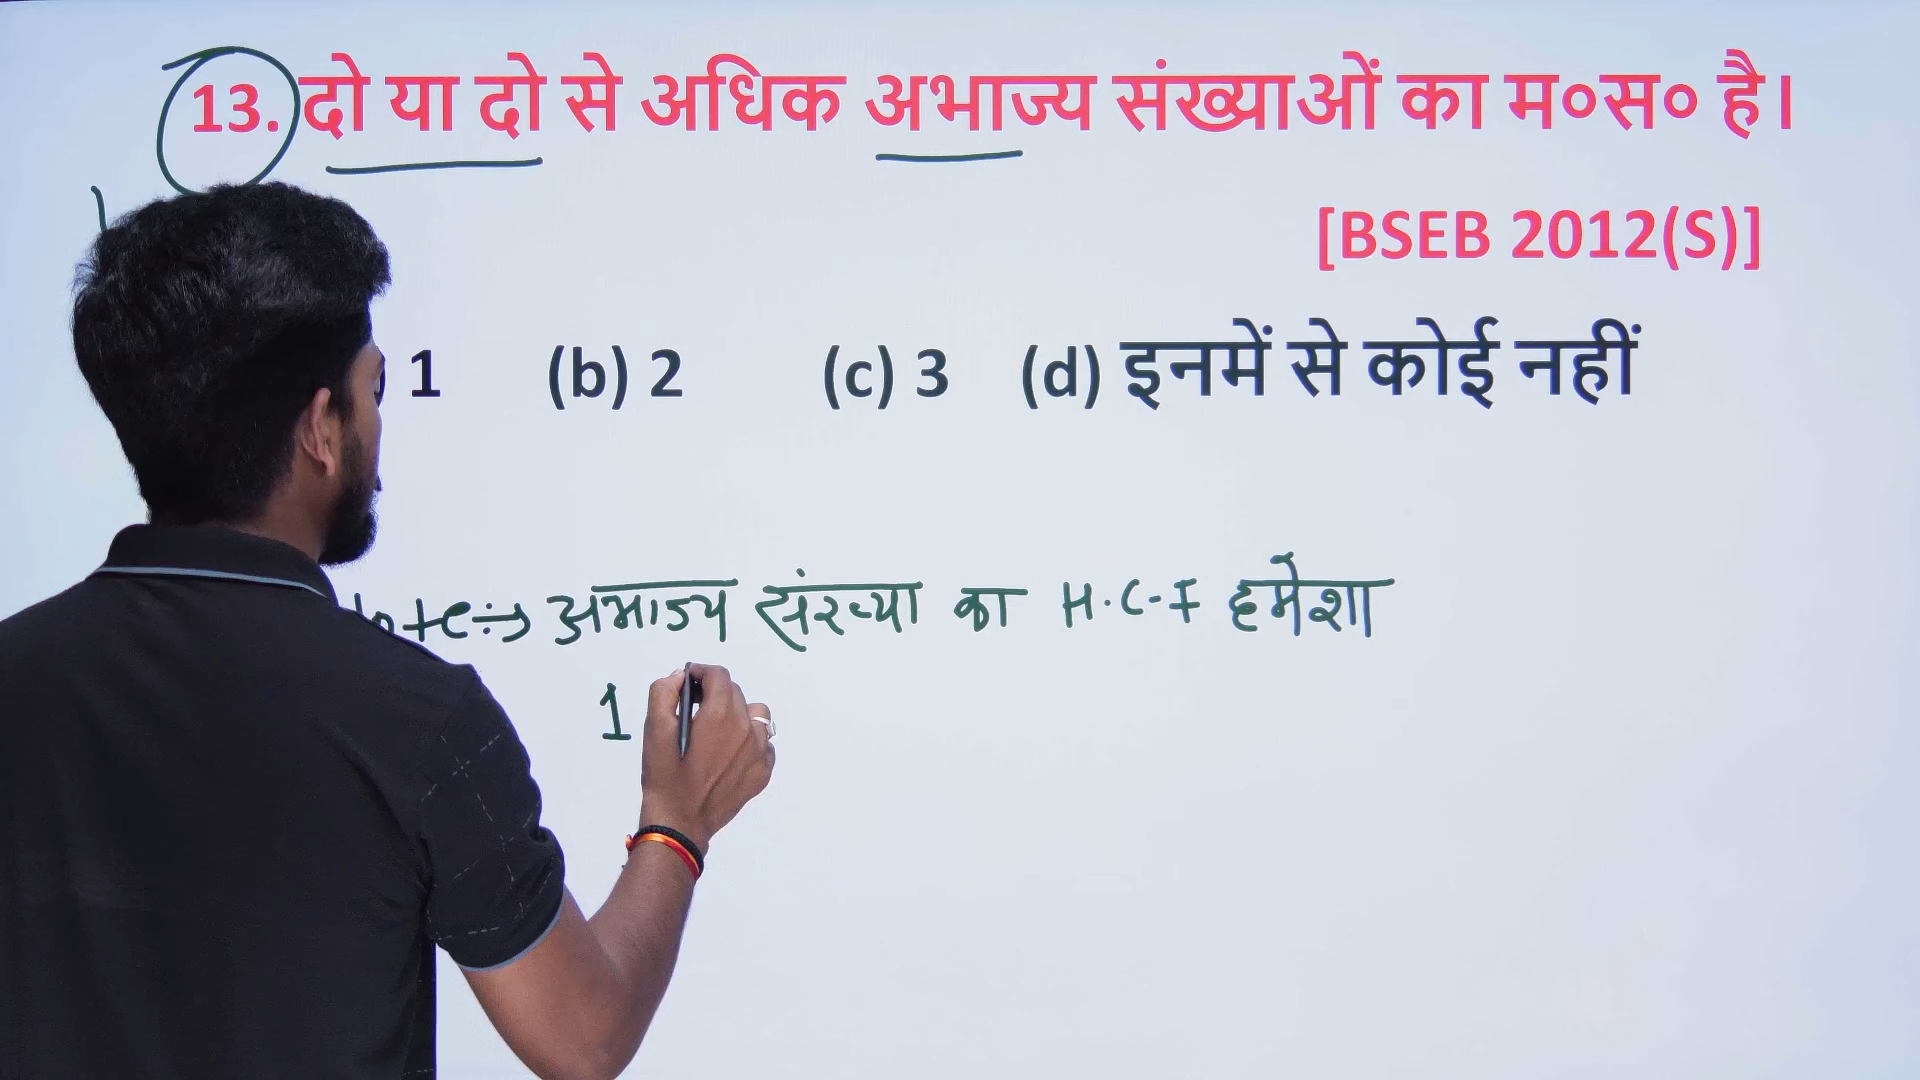 13. दो या दो से अधिक अभाज्य संख्याओं का म०स० है।
[BSEB 2012(S)]
1 (b) 2 (c) 3 (d) इनमें से कोई नहीं
अभाज्य संख्या का H.C.F हमेशा
1